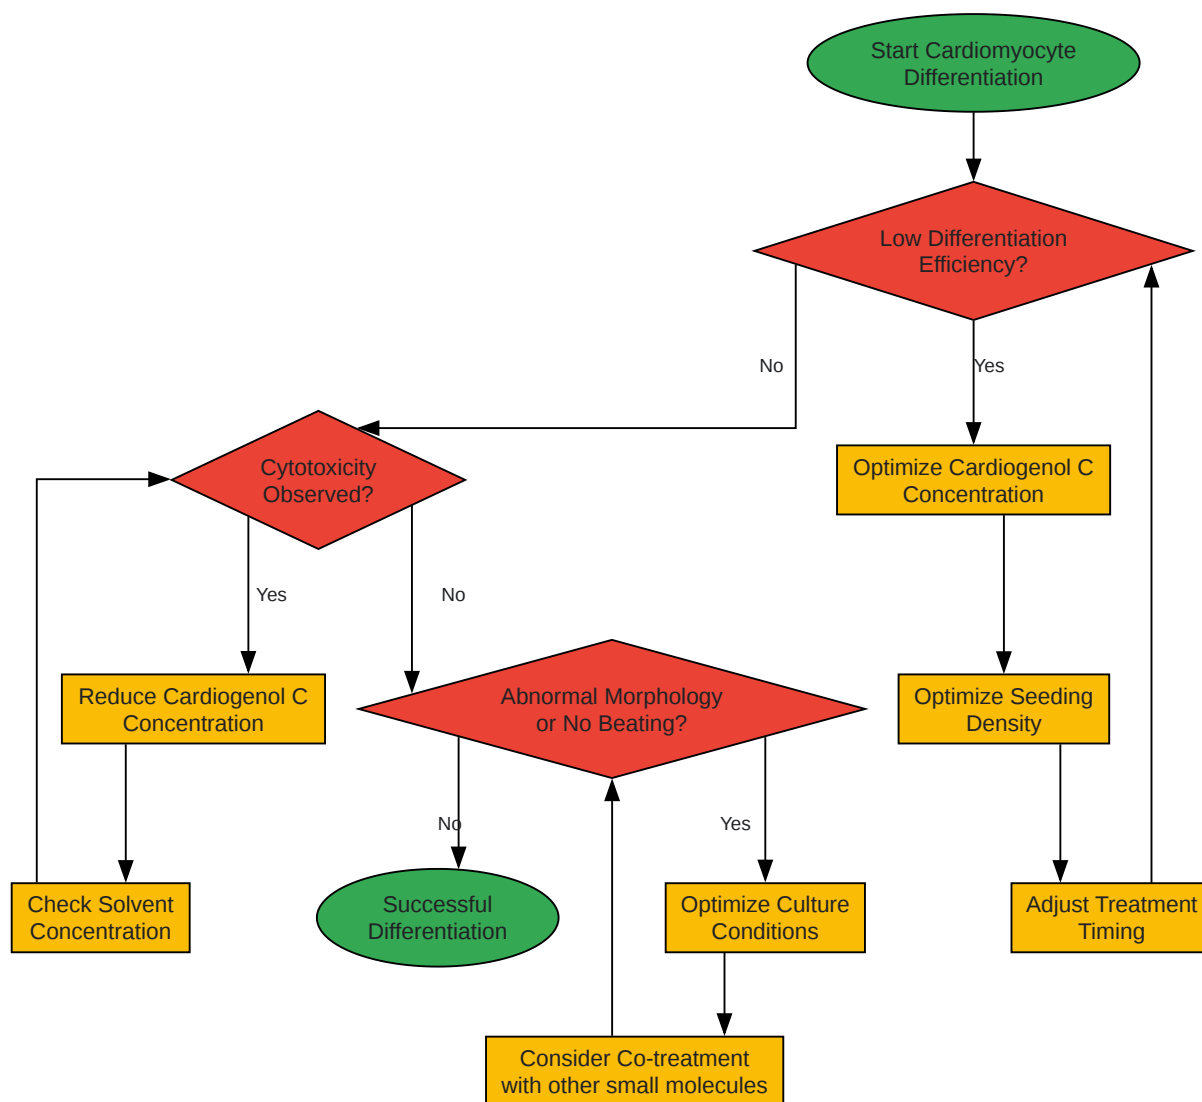 Start Cardiomyocyte
Differentiation
Low Differentiation
Efficiency?
No
Yes
Cytotoxicity
Observed?
Optimize Cardiogenol C
Concentration
Yes
No
Reduce Cardiogenol C
Concentration
Abnormal Morphology
or No Beating?
Optimize Seeding
Density
No
Yes
Check Solvent
Concentration
Successful
Differentiation
Optimize Culture
Conditions
Adjust Treatment
Timing
Consider Co-treatment
with other small molecules